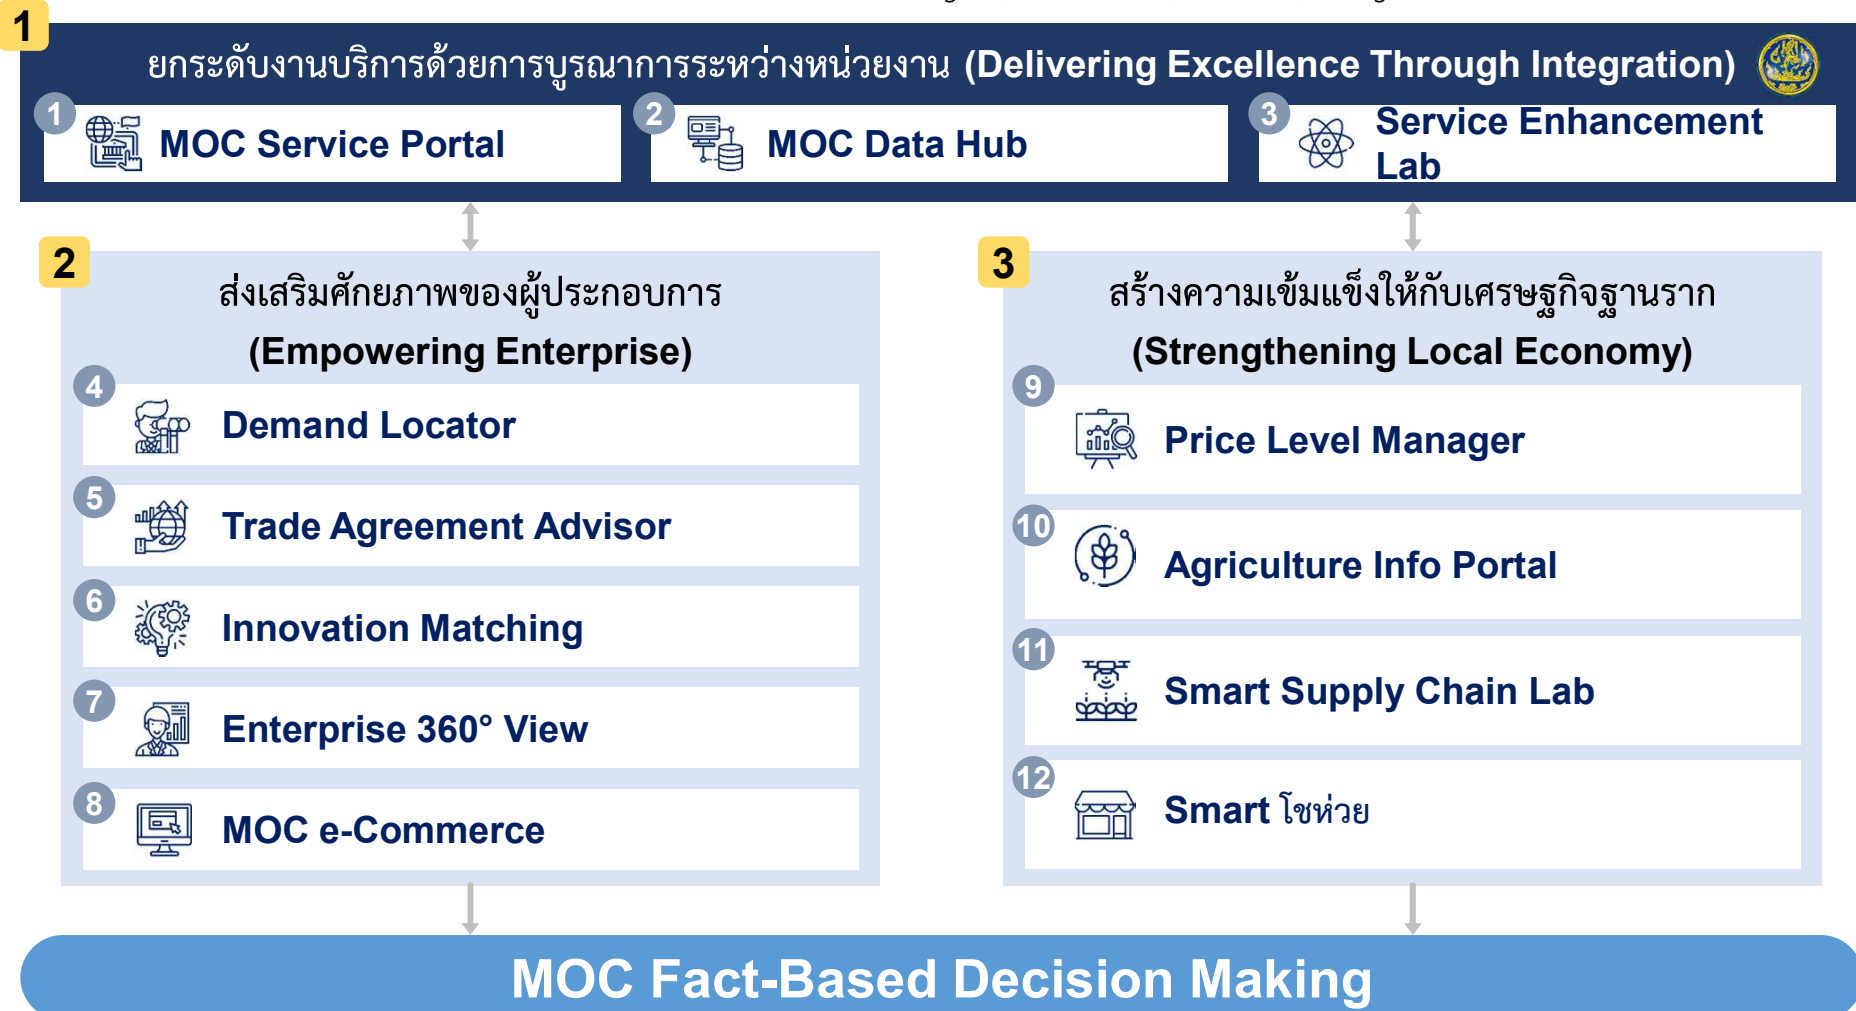 1
ยกระดับงานบริการด้วยการบูรณาการระหว่างหน่วยงาน (Delivering Excellence Through Integration)
1
MOC Service Portal
2
MOC Data Hub
3
Service Enhancement
Lab
2
ส่งเสริมศักยภาพของผู้ประกอบการ
(Empowering Enterprise)
4
Demand Locator
5
Trade Agreement Advisor
6
Innovation Matching
7
Enterprise 360° View
8
MOC e-Commerce
3
สร้างความเข้มแข็งให้กับเศรษฐกิจฐานราก
(Strengthening Local Economy)
9
Price Level Manager
10
Agriculture Info Portal
11
Smart Supply Chain Lab
12
Smart โชห่วย
MOC Fact-Based Decision Making